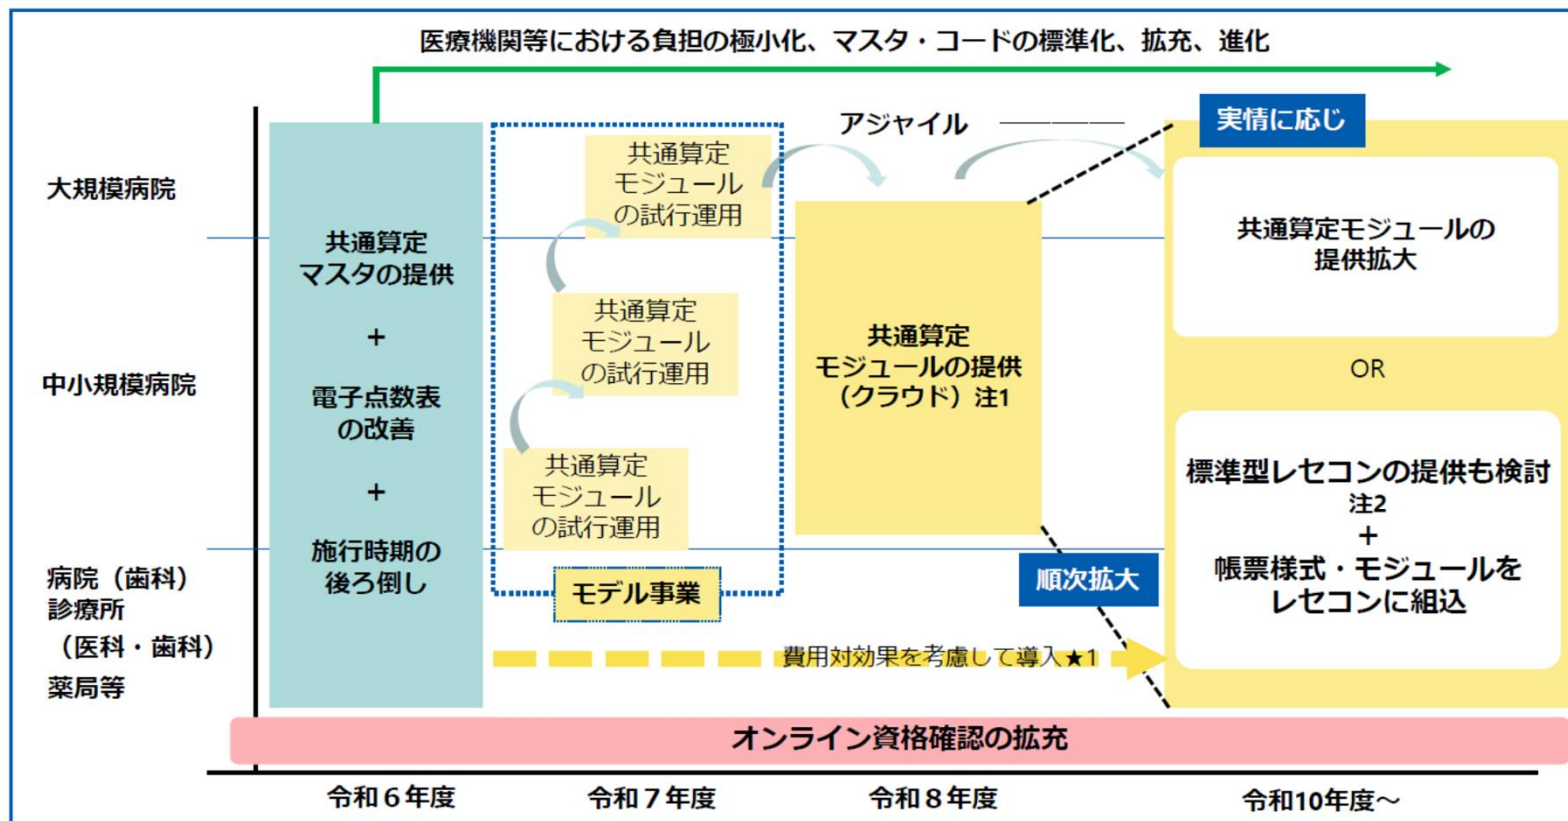 医療機関等における負担の極小化、マスタ・コードの標準化、拡充、進化
大規模病院
中小規模病院
病院（歯科）
診療所
（医科・歯科）
薬局等
共通算定
マスタの提供
+
電子点数表
の改善
+
施行時期の
後ろ倒し
共通算定
モジュール
の試行運用
共通算定
モジュール
の試行運用
共通算定
モジュール
の試行運用
モデル事業
アジャイル
共通算定
モジュールの提供
（クラウド）注1
実情に応じ
共通算定モジュールの
提供拡大
OR
標準型レセコンの提供も検討
注2
+
帳票様式・モジュールを
レセコンに組込
順次拡大
費用対効果を考慮して導入★1
オンライン資格確認の拡充
令和６年度
令和７年度
令和８年度
令和10年度～